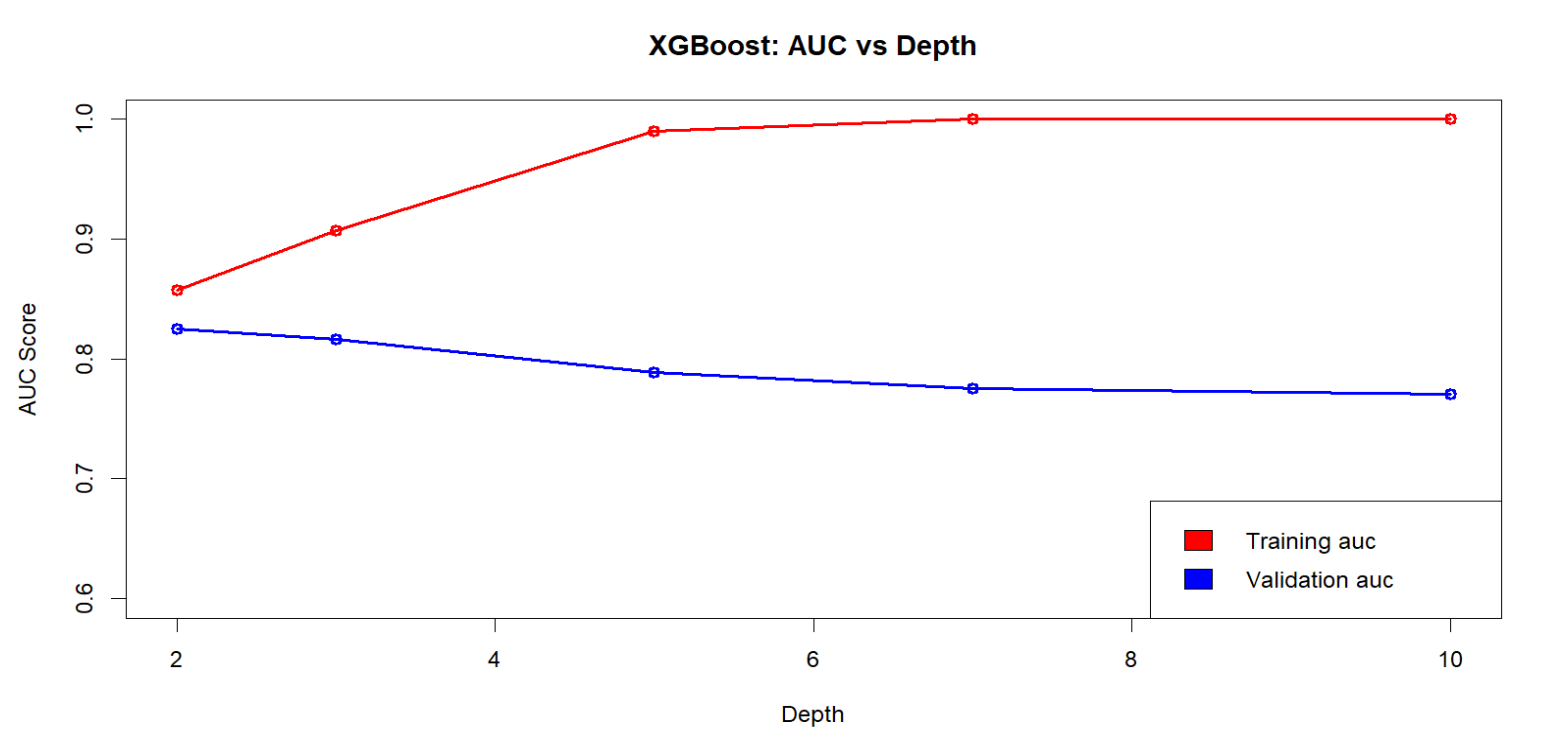 XGBoost: AUC vs Depth
AUC Score
1.0
0.9
0.8
0.7
0.6
Training auc
Validation auc
2 4 6 8 10
Depth